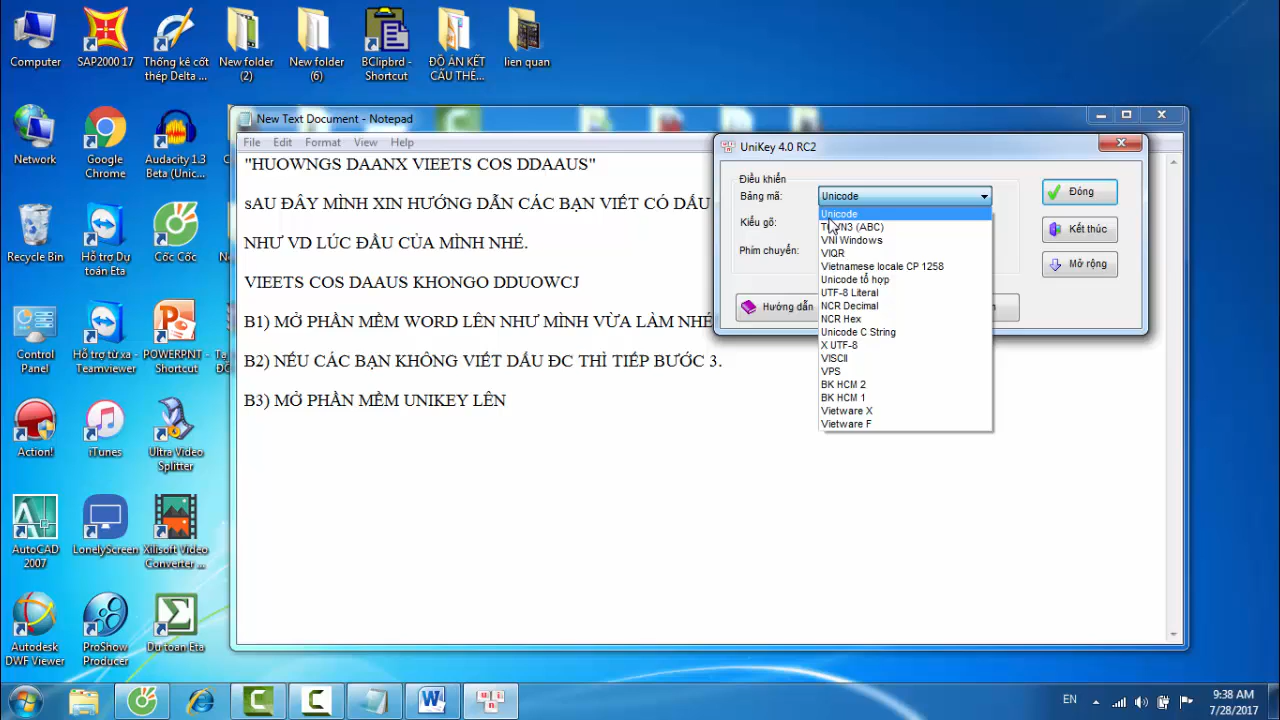 Computer
SAP2000 17
Thống kê cốt
thép Delta ...
New folder
(2)
New folder
(6)
BClipbrd -
Shortcut
ĐỒ ÁN KẾT
CẤU THÉ...
lien quan
Network
Google
Chrome
Audacity 1.3
Beta (Unic...
Recycle Bin
Hỗ trợ Dự
toán Eta
Cốc Cốc
Control
Panel
Hỗ trợ từ xa -
Teamviewer
POWERPNT -
Shortcut
Action!
iTunes
Ultra Video
Splitter
AutoCAD
2007
LonelyScreen
Xilisoft Video
Converter ...
Autodesk
DWF Viewer
ProShow
Producer
Dự toán Eta
New Text Document - Notepad
File Edit Format View Help
"HUOWNGS DAANX VIEETS COS DDAAUS"
sAU ĐÂY MÌNH XIN HƯỚNG DẪN CÁC BẠN VIẾT CÓ DẤU
NHƯ VD LÚC ĐẦU CỦA MÌNH NHÉ.
VIEETS COS DAAUS KHONGO DDUOWCJ
B1) MỞ PHẦN MỀM WORD LÊN NHƯ MÌNH VỪA LÀM NHÉ
B2) NẾU CÁC BẠN KHÔNG VIẾT DẤU ĐC THÌ TIẾP BƯỚC 3.
B3) MỞ PHẦN MỀM UNIKEY LÊN
UniKey 4.0 RC2
Điều khiển
Bảng mã: Unicode
Kiểu gõ:
Phím chuyển:
Đóng
Kết thúc
Mở rộng
Hướng dẫn
Unicode
(ABC)
VNI Windows
VIQR
Vietnamese locale CP 1258
Unicode tổ hợp
UTF-8 Literal
NCR Decimal
NCR Hex
Unicode C String
X UTF-8
VISCII
VPS
BK HCM 2
BK HCM 1
Vietware X
Vietware F
EN
9:38 AM
7/28/2017